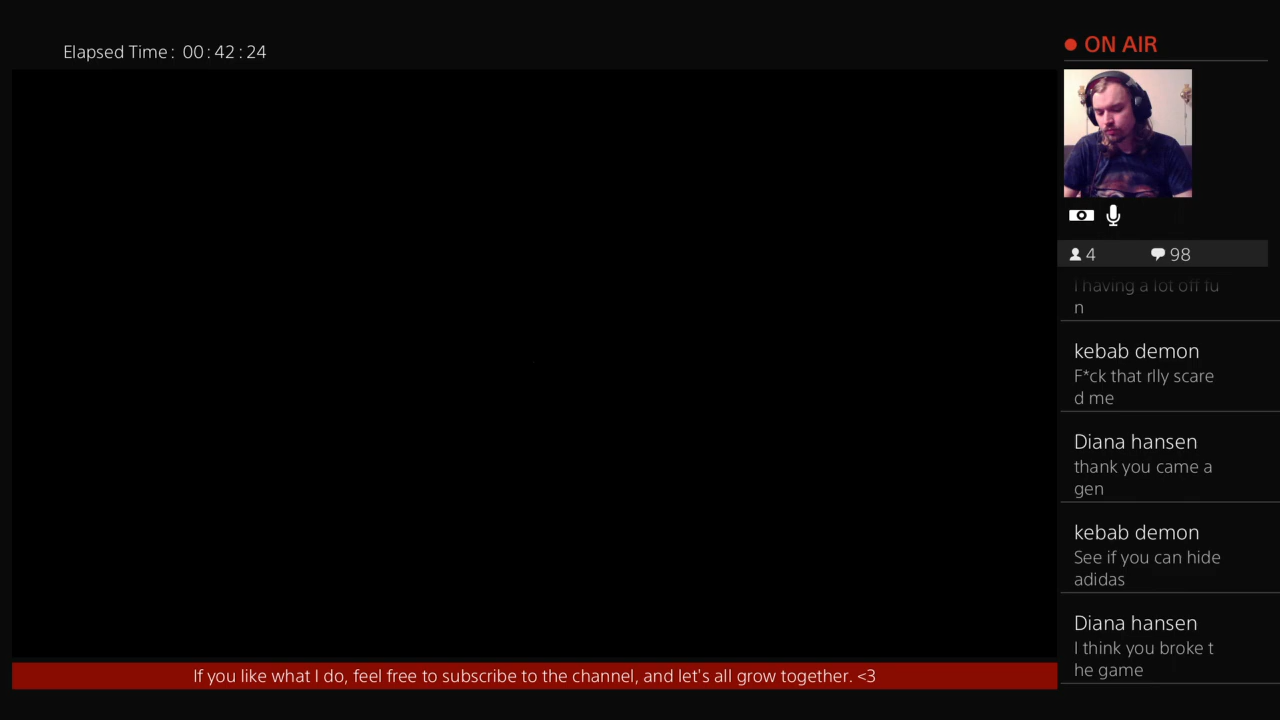 Elapsed Time: 00:42:24
ON AIR
4 98
I having a lot off fu
n
kebab demon
F*ck that rlly scare
d me
Diana hansen
thank you came a
gen
kebab demon
See if you can hide
adidas
Diana hansen
I think you broke t
he game
If you like what I do, feel free to subscribe to the channel, and let's all grow together. <3